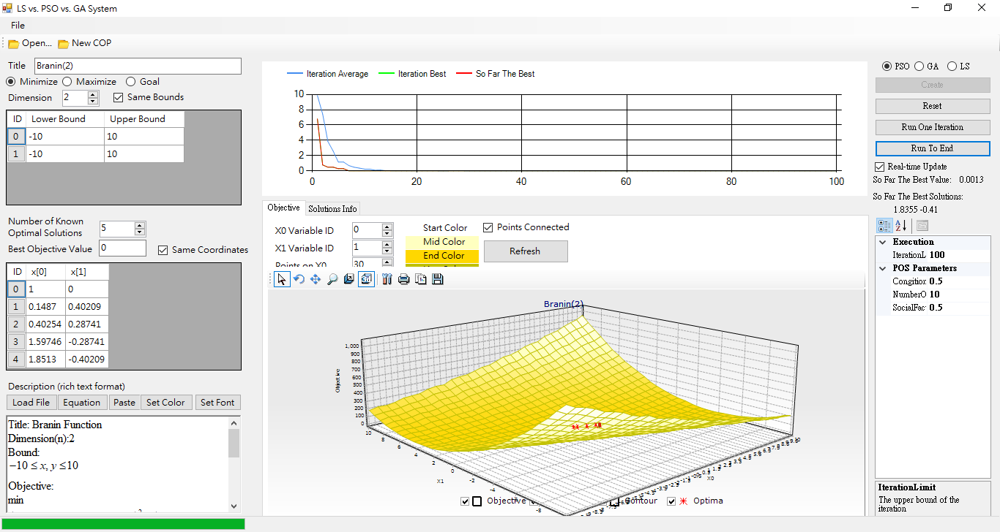 LS vs. PSO vs. GA System
File
Open... New COP
Title Branin(2)
Minimize Maximize Goal
Dimension 2 Same Bounds
ID Lower Bound Upper Bound
0 -10 10
1 -10 10
Number of Known
Optimal Solutions 5
Best Objective Value 0 Same Coordinates
ID x[0] x[1]
0 1 0
1 0.1487 0.40209
2 0.40254 0.28741
3 1.59746 -0.28741
4 1.8513 -0.40209
Description (rich text format)
Load File Equation Paste Set Color Set Font
Title: Branin Function
Dimension(n):2
Bound:
−10 ≤ x, y ≤10
Objective:
min
Iteration Average Iteration Best So Far The Best
10
8
6
4
2
0
0 20 40 60 80 100
Objective Solutions Info
X0 Variable ID 0 Start Color Points Connected
Mid Color
X1 Variable ID 1 End Color Refresh
Points on X0 30
Branin(2)
1,000
900
800
700
600
500
400
300
200
100
0
Objective
10 8 6 4 2 0 -2 -4 -8
X1
X0
Objective Contour Optima
PSO GA LS
Create
Reset
Run One Iteration
Run To End
Real-time Update
So Far The Best Value: 0.0013
So Far The Best Solutions:
1.8355 -0.41
Execution
IterationL 100
POS Parameters
Congitior 0.5
NumberO 10
SocialFac 0.5
IterationLimit
The upper bound of the
iteration